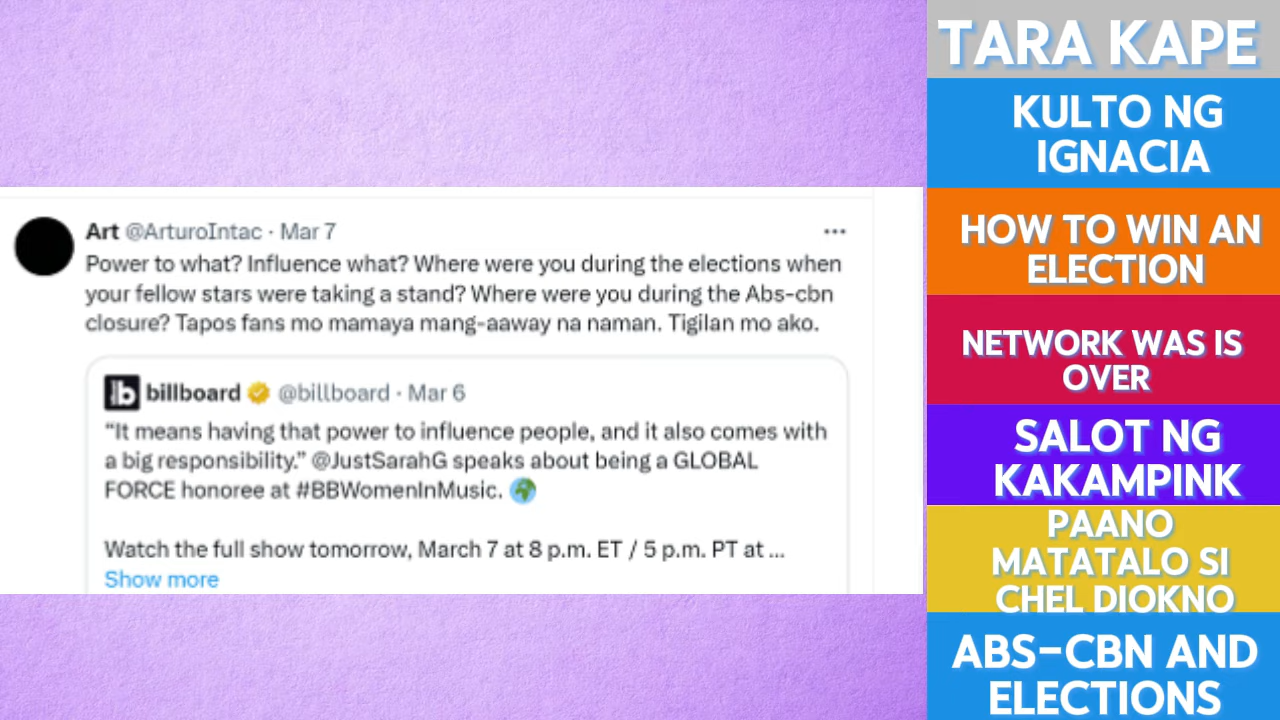 Art @ArturoIntac · Mar 7
Power to what? Influence what? Where were you during the elections when
your fellow stars were taking a stand? Where were you during the Abs-cbn
closure? Tapos fans mo mamaya mang-aaway na naman. Tigilan mo ako.
billboard @billboard · Mar 6
"It means having that power to influence people, and it also comes with
a big responsibility." @JustSarahG speaks about being a GLOBAL
FORCE honoree at #BBWomenInMusic.
Watch the full show tomorrow, March 7 at 8 p.m. ET / 5 p.m. PT at ...
Show more
TARA KAPE
KULTO NG
IGNACIA
HOW TO WIN AN
ELECTION
NETWORK WAS IS
OVER
SALOT NG
KAKAMPINK
PAANO
MATATALO SI
CHEL DIOKNO
ABS-CBN AND
ELECTIONS